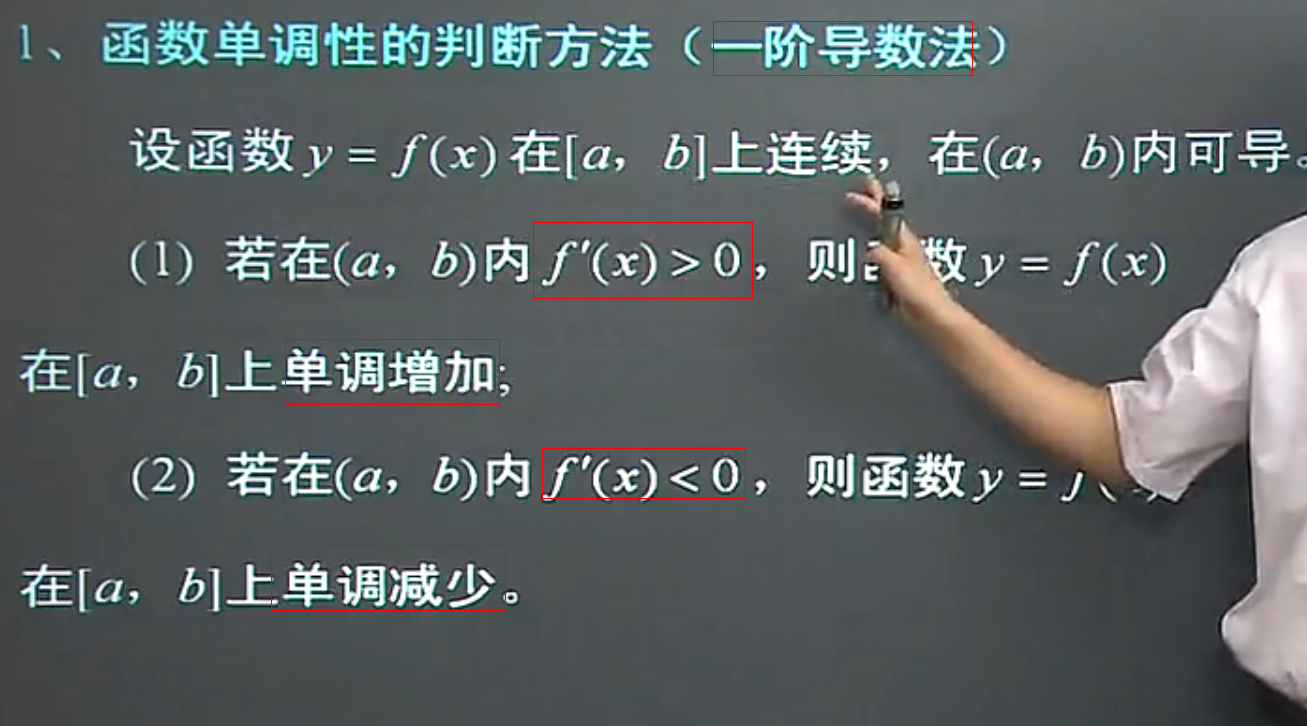 1、函数单调性的判断方法（一阶导数法）
设函数 y = f(x) 在[a，b]上连续，在(a，b)内可导。
(1) 若在(a，b)内 f′(x) > 0，则 数 y = f(x)
在[a，b]上单调增加;
(2) 若在(a，b)内 f′(x) < 0，则函数 y =
在[a，b]上单调减少。